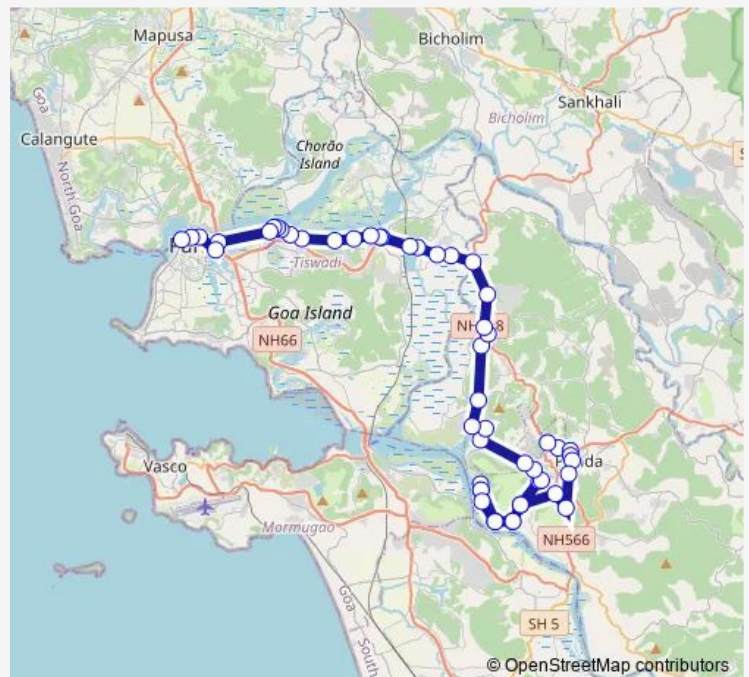 Mapusa
Bicholim
Sankhali
Goa
North Goa
Calangute
Chorão
Island
Bicholim
Tiswadi
Goa Island
NH66
Vasco
Mormugao
NH566
Goa
South
SH 5
© OpenStreetMap contributors